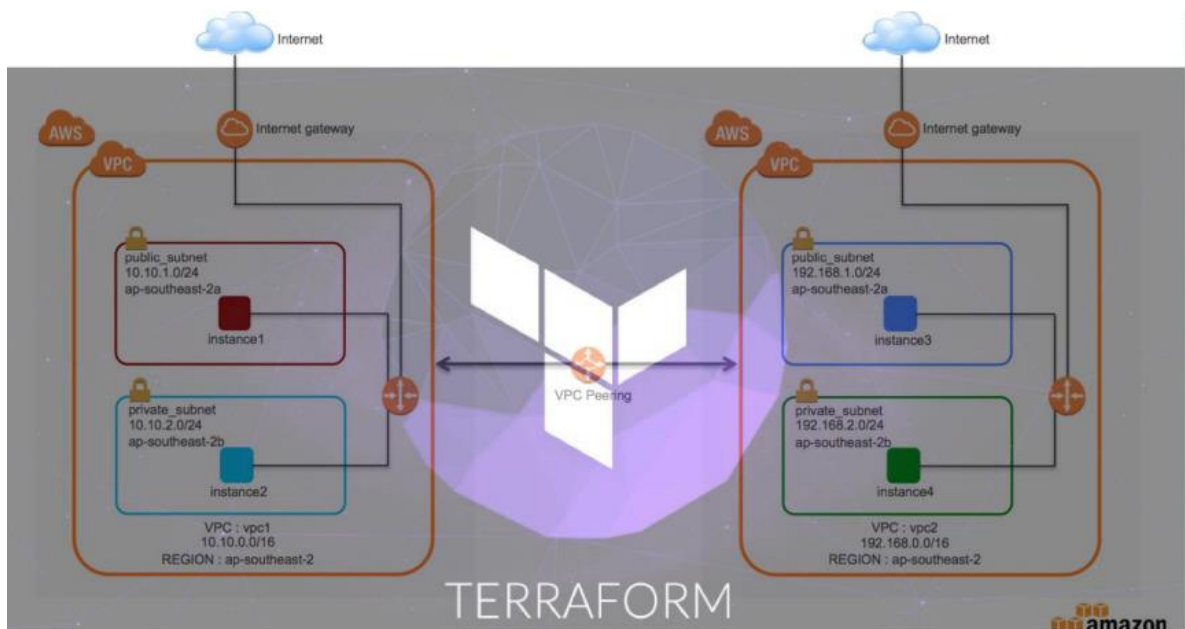 Internet
Internet
AWS
Internet gateway
AWS
Internet gateway
VPC
VPC
public_subnet
10.10.1.0/24
ap-southeast-2a
instance1
public_subnet
192.168.1.0/24
ap-southeast-2a
instance3
VPC Peering
private_subnet
10.10.2.0/24
ap-southeast-2b
instance2
private_subnet
192.168.2.0/24
ap-southeast-2b
instance4
VPC : vpc1
10.10.0.0/16
REGION : ap-southeast-2
VPC : vpc2
192.168.0.0/16
REGION : ap-southeast-2
TERRAFORM
amazon